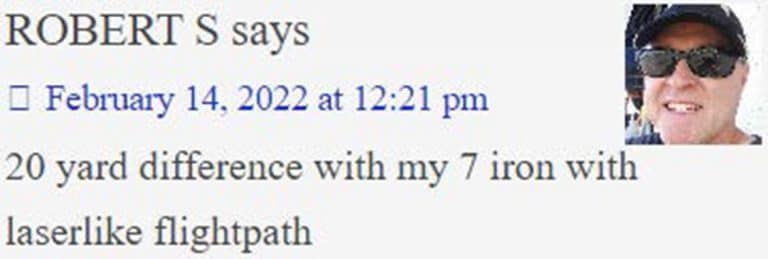 ROBERT S says
February 14, 2022 at 12:21 pm
20 yard difference with my 7 iron with
laserlike flightpath